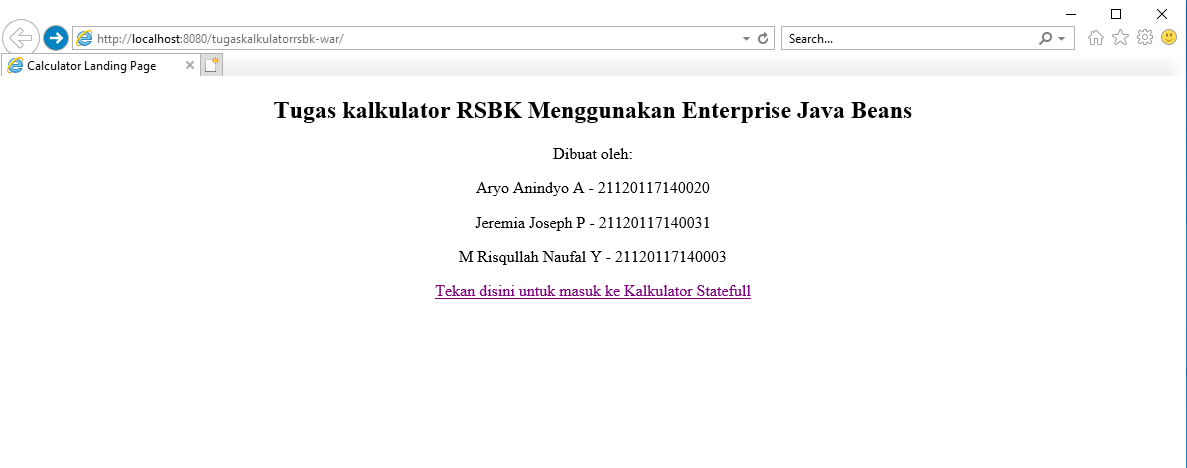 http://localhost:8080/tugaskalkulatorrsbk-war/
Search...
Calculator Landing Page
Tugas kalkulator RSBK Menggunakan Enterprise Java Beans
Dibuat oleh:
Aryo Anindyo A - 21120117140020
Jeremia Joseph P - 21120117140031
M Risqullah Naufal Y - 21120117140003
Tekan disini untuk masuk ke Kalkulator Statefull